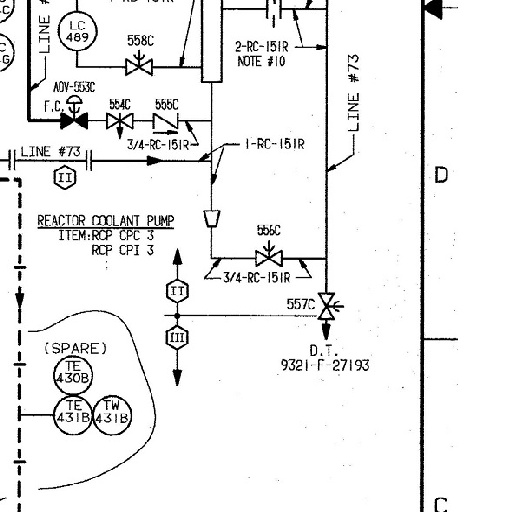 LC
489
558C
2-RC-151R
NOTE #10
LINE #73
AOV-553C
F.C.
554C
555C
3/4-RC-151R
1-RC-151R
LINE #73
II
D
REACTOR COOLANT PUMP
ITEM:RCP CPC 3
RCP CPI 3
556C
3/4-RC-151R
II
557C
III
D.T.
9321-F-27193
(SPARE)
TE
430B
TE
431B
TW
431B
C